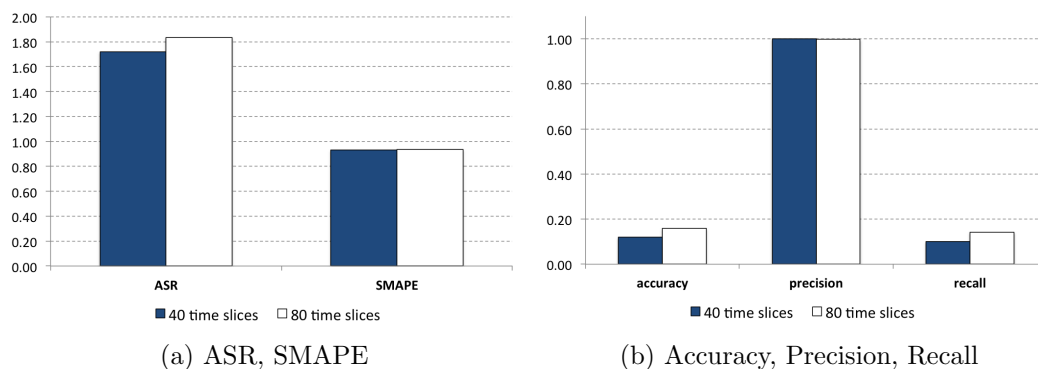 2.00
1.80
1.60
1.40
1.20
1.00
0.80
0.60
0.40
0.20
0.00
ASR SMAPE
40 time slices 80 time slices
(a) ASR, SMAPE
1.00
0.80
0.60
0.40
0.20
0.00
accuracy precision recall
40 time slices 80 time slices
(b) Accuracy, Precision, Recall